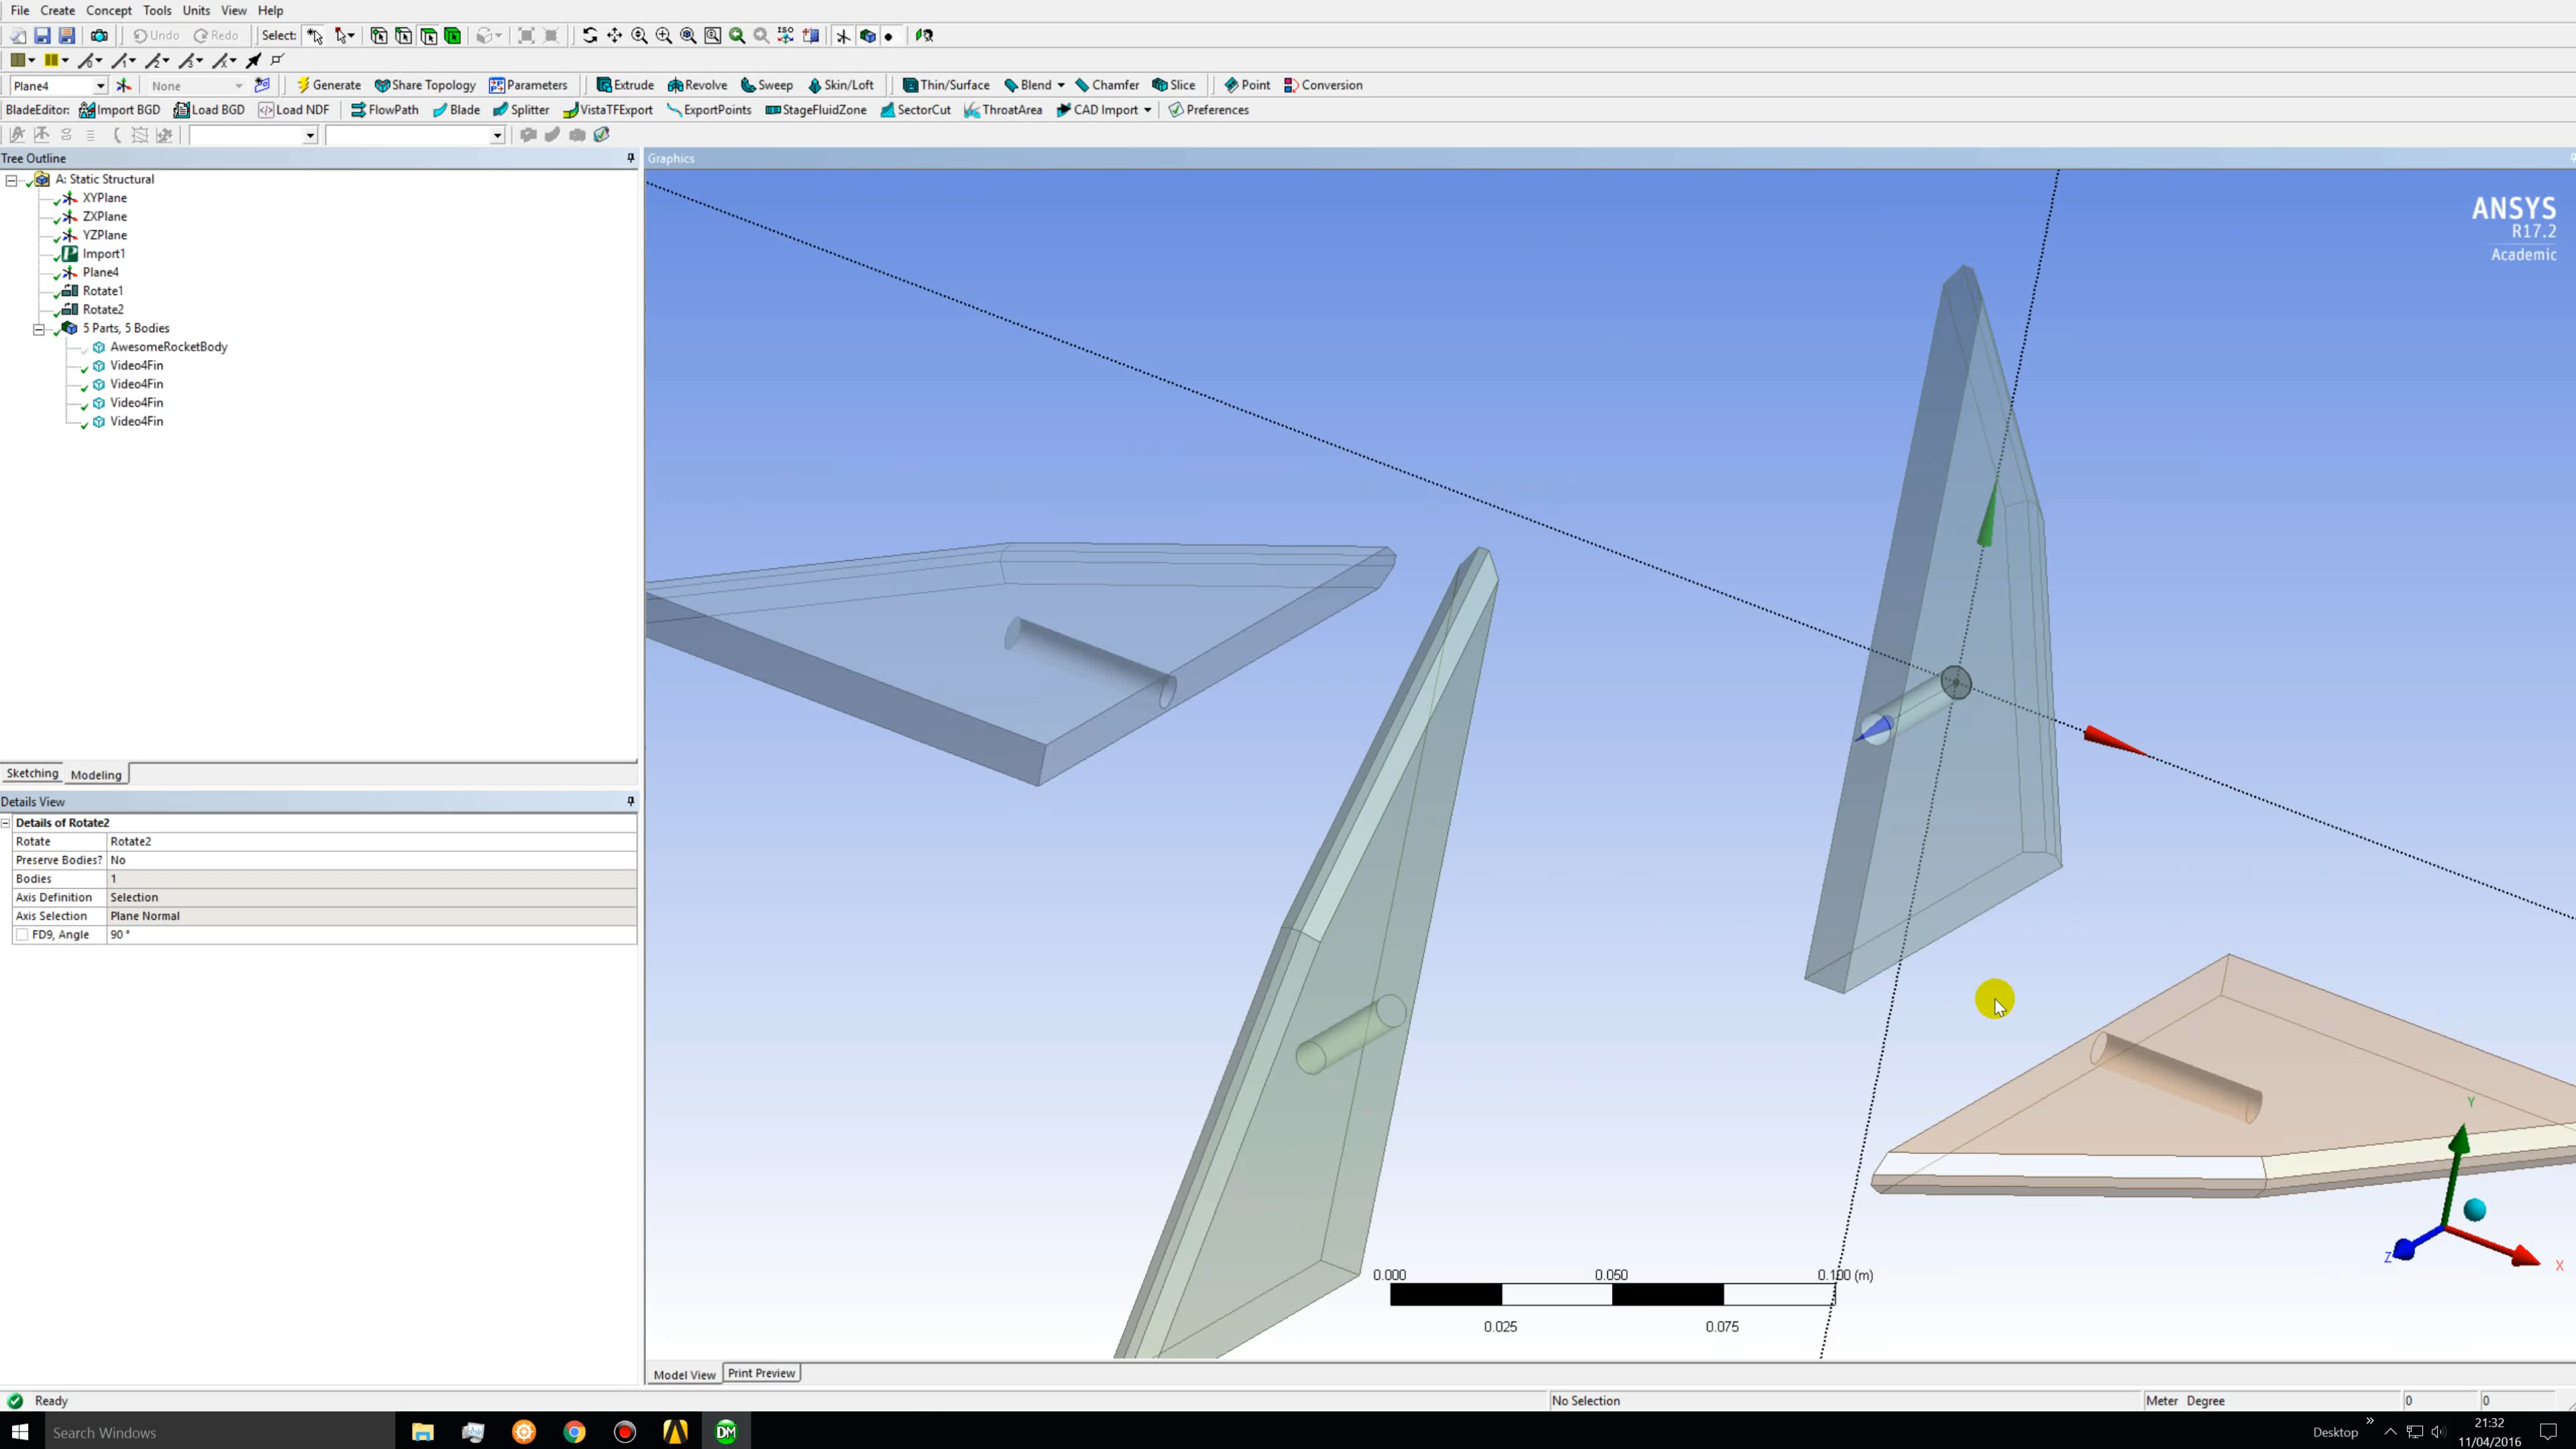 File Create Concept Tools Units View Help
Undo Redo Select: ISO
Plane4 None Generate Share Topology Parameters Extrude Revolve Sweep Skin/Loft Thin/Surface Blend Chamfer Slice Point Conversion
BladeEditor: Import BGD Load BGD Load NDF FlowPath Blade Splitter VistaTFExport ExportPoints StageFluidZone SectorCut ThroatArea CAD Import Preferences
Tree Outline
A: Static Structural
XYPlane
ZXPlane
YZPlane
Import1
Plane4
Rotate1
Rotate2
5 Parts, 5 Bodies
AwesomeRocketBody
Video4Fin
Video4Fin
Video4Fin
Video4Fin
Sketching Modeling
Details View
Details of Rotate2
Rotate Rotate2
Preserve Bodies? No
Bodies 1
Axis Definition Selection
Axis Selection Plane Normal
FD9, Angle 90 °
Graphics
ANSYS
R17.2
Academic
Y
Z
X
0.000 0.050 0.100 (m)
0.025 0.075
Model View Print Preview
Ready No Selection Meter Degree 0 0
Search Windows DM Desktop » 21:32
11/04/2016